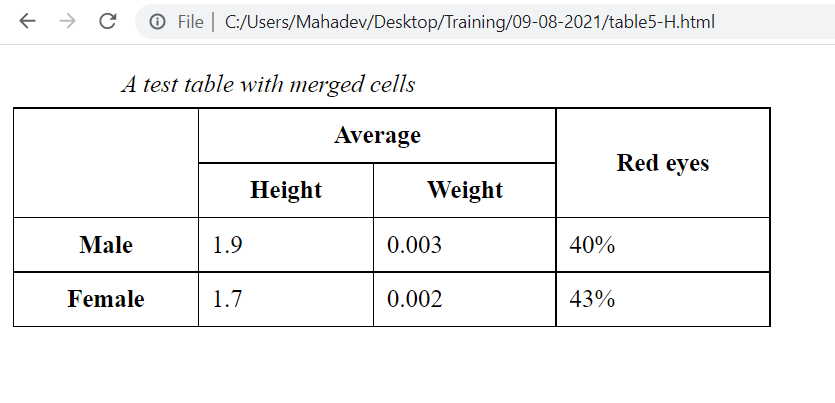 File | C:/Users/Mahadev/Desktop/Training/09-08-2021/table5-H.html
A test table with merged cells
Average Red eyes
Height Weight
Male 1.9 0.003 40%
Female 1.7 0.002 43%